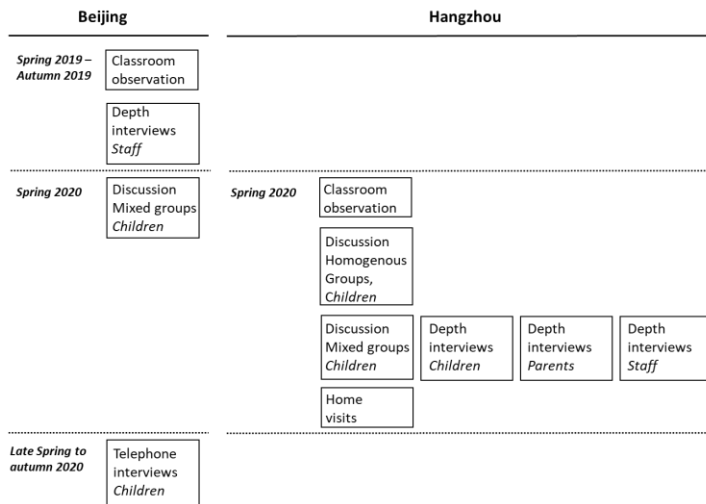 Beijing
Hangzhou
Spring 2019 –
Autumn 2019
Classroom
observation
Depth
interviews
Staff
Spring 2020
Discussion
Mixed groups
Children
Spring 2020
Classroom
observation
Discussion
Homogenous
Groups,
Children
Discussion
Mixed groups
Children
Depth
interviews
Children
Depth
interviews
Parents
Depth
interviews
Staff
Home
visits
Late Spring to
autumn 2020
Telephone
interviews
Children